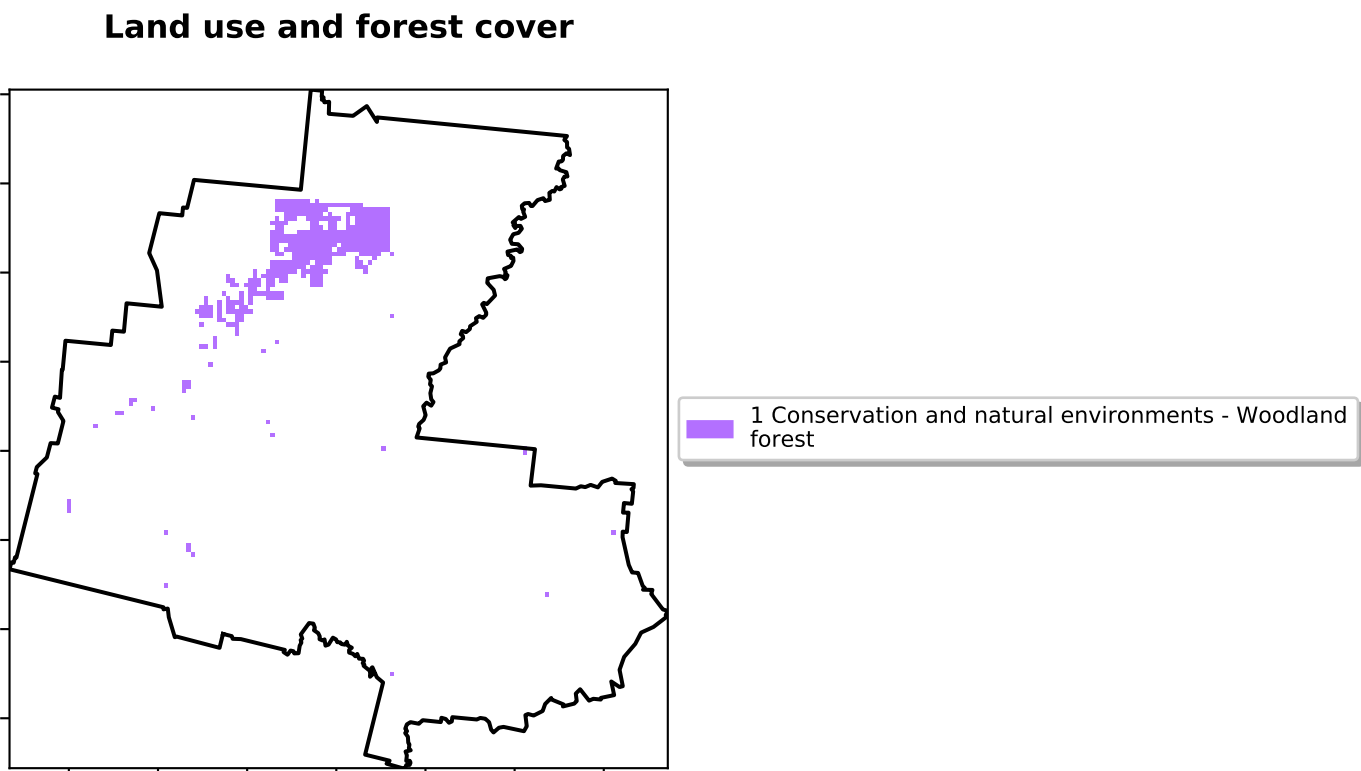 Land use and forest cover
1 Conservation and natural environments - Woodland
forest